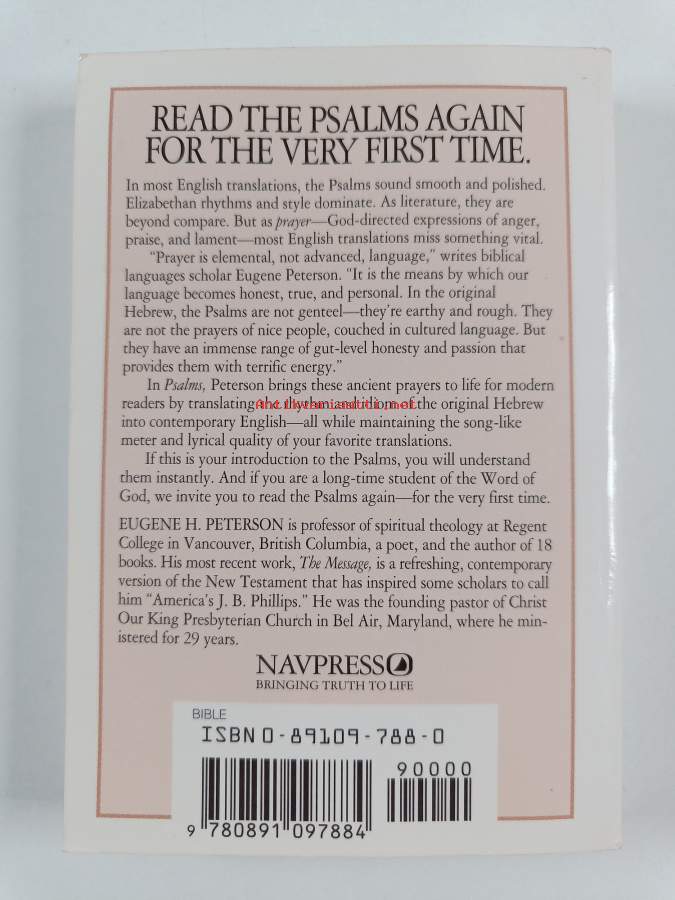 READ THE PSALMS AGAIN
FOR THE VERY FIRST TIME.
In most English translations, the Psalms sound smooth and polished.
Elizabethan rhythms and style dominate. As literature, they are
beyond compare. But as prayer—God-directed expressions of anger,
praise, and lament—most English translations miss something vital.
"Prayer is elemental, not advanced, language," writes biblical
languages scholar Eugene Peterson. "It is the means by which our
language becomes honest, true, and personal. In the original
Hebrew, the Psalms are not genteel—they're earthy and rough. They
are not the prayers of nice people, couched in cultured language. But
they have an immense range of gut-level honesty and passion that
provides them with terrific energy."
In Psalms, Peterson brings these ancient prayers to life for modern
readers by translating the rhythm and idiom of the original Hebrew
Antikvariaatti.net
into contemporary English—all while maintaining the song-like
meter and lyrical quality of your favorite translations.
If this is your introduction to the Psalms, you will understand
them instantly. And if you are a long-time student of the Word of
God, we invite you to read the Psalms again—for the very first time.
EUGENE H. PETERSON is professor of spiritual theology at Regent
College in Vancouver, British Columbia, a poet, and the author of 18
books. His most recent work, The Message, is a refreshing, contemporary
version of the New Testament that has inspired some scholars to call
him "America's J. B. Phillips." He was the founding pastor of Christ
Our King Presbyterian Church in Bel Air, Maryland, where he min-
istered for 29 years.
NAVPRESS
BRINGING TRUTH TO LIFE
BIBLE
ISBN 0-89109-788-0
90000
9 780891 097884